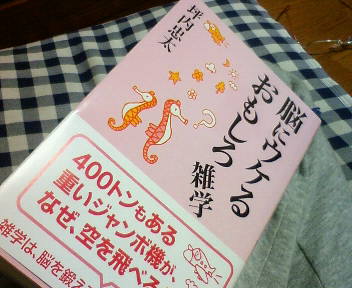 脳にウケる
おもしろ
雑学
坪内忠太
400トンもある
重いジャンボ機が、
なぜ、空を飛べる
雑学は、脳を鍛え